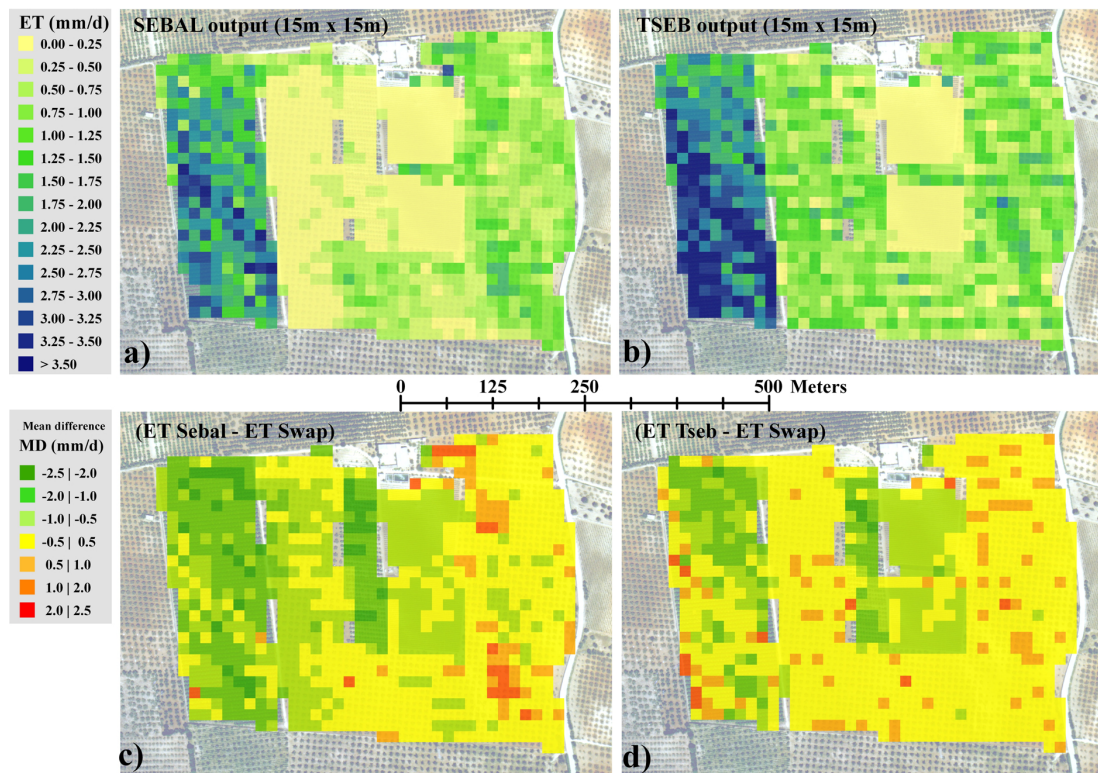 ET (mm/d)
0.00 - 0.25
0.25 - 0.50
0.50 - 0.75
0.75 - 1.00
1.00 - 1.25
1.25 - 1.50
1.50 - 1.75
1.75 - 2.00
2.00 - 2.25
2.25 - 2.50
2.50 - 2.75
2.75 - 3.00
3.00 - 3.25
3.25 - 3.50
> 3.50
SEBAL output (15m x 15m)
a)
TSEB output (15m x 15m)
b)
0 125 250 500 Meters
Mean difference
MD (mm/d)
-2.5 | -2.0
-2.0 | -1.0
-1.0 | -0.5
-0.5 | 0.5
0.5 | 1.0
1.0 | 2.0
2.0 | 2.5
(ET Sebal - ET Swap)
c)
(ET Tseb - ET Swap)
d)